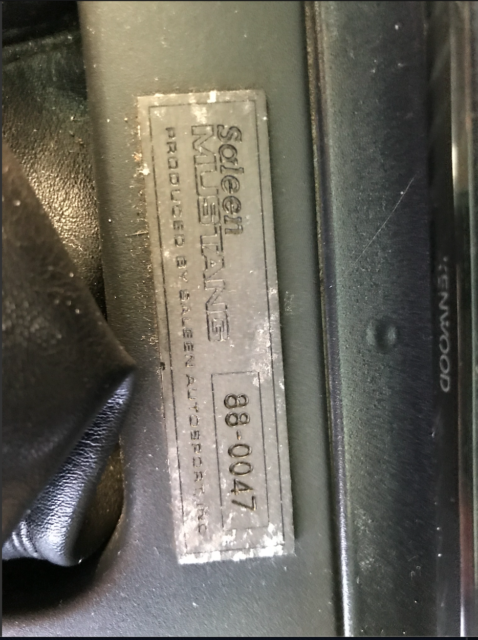 Saleen
MUSTANG
88-0047
PRODUCED BY SALEEN AUTOSPORT, INC
KENWOOD